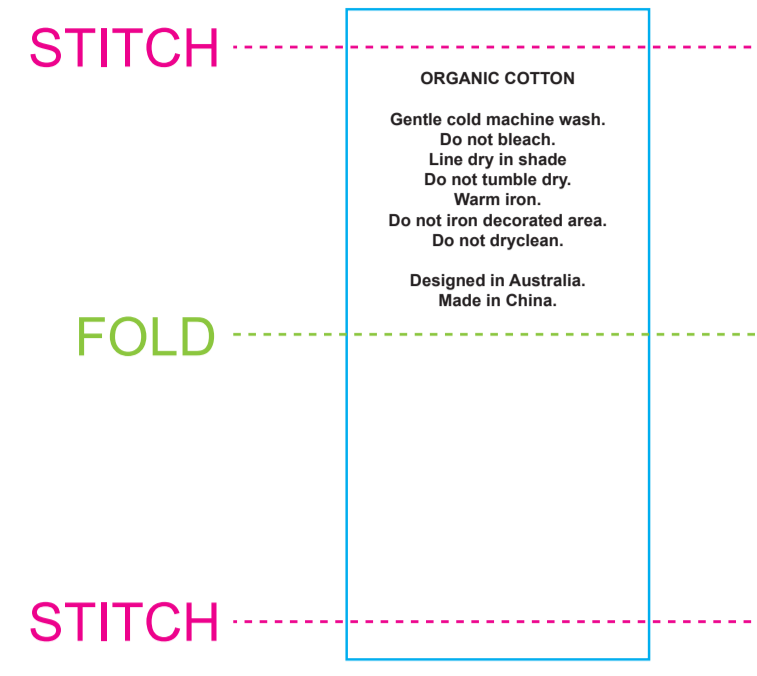 STITCH
ORGANIC COTTON
Gentle cold machine wash.
Do not bleach.
Line dry in shade
Do not tumble dry.
Warm iron.
Do not iron decorated area.
Do not dryclean.
Designed in Australia.
Made in China.
FOLD
STITCH